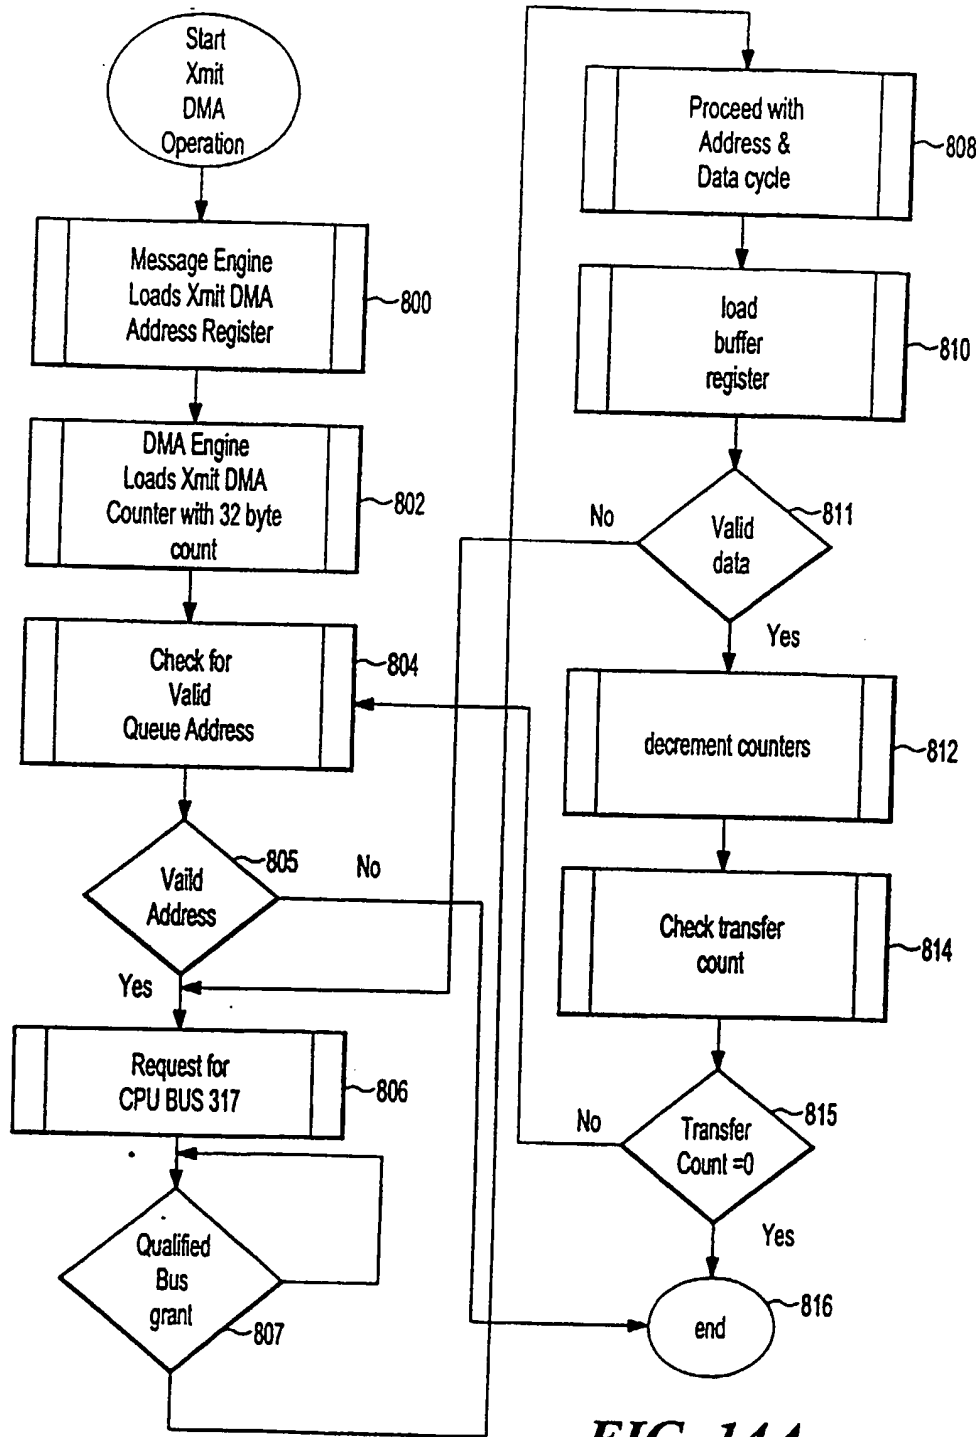 Start
Xmit
DMA
Operation
Message Engine
Loads Xmit DMA
Address Register
800
DMA Engine
Loads Xmit DMA
Counter with 32 byte
count
802
Check for
Valid
Queue Address
804
Vaild
Address
805
No
Yes
Request for
CPU BUS 317
806
Qualified
Bus
grant
807
Proceed with
Address &
Data cycle
808
load
buffer
register
810
Valid
data
811
No
Yes
decrement counters
812
Check transfer
count
814
Transfer
Count =0
815
No
Yes
end
816
FIG. 14A